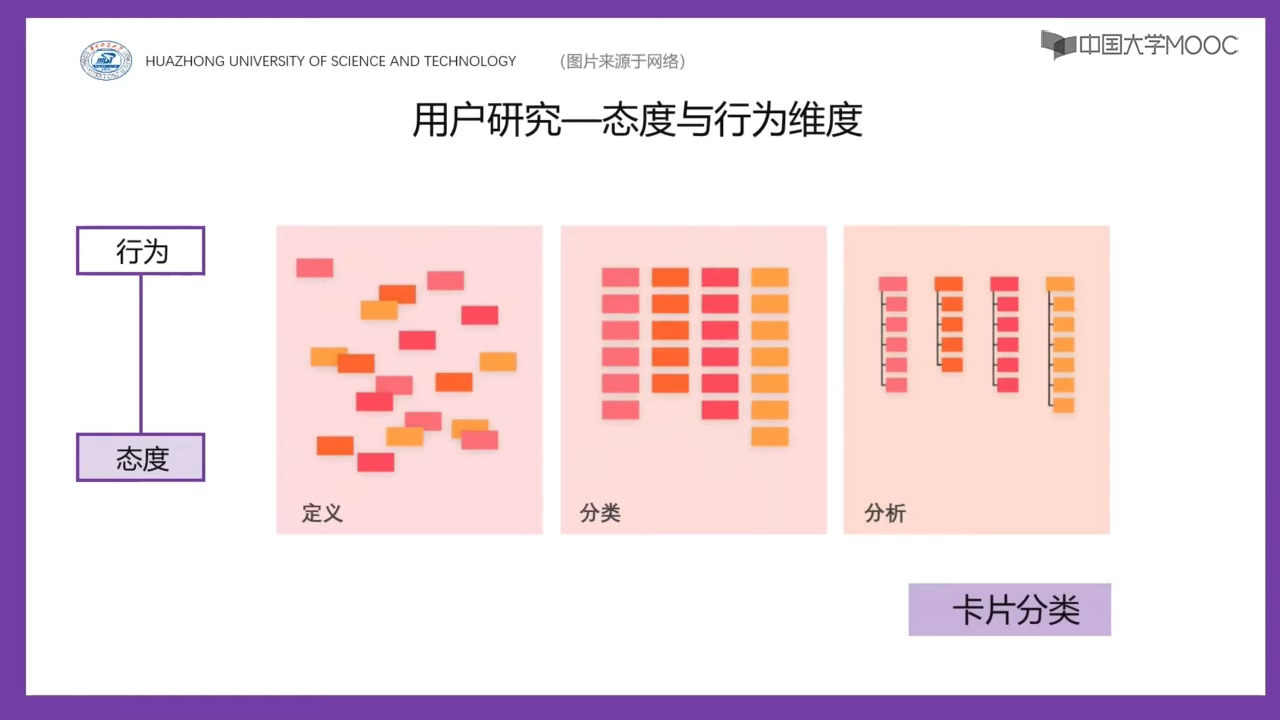 HUAZHONG UNIVERSITY OF SCIENCE AND TECHNOLOGY
(图片来源于网络)
中国大学MOOC
用户研究—态度与行为维度
行为
态度
定义
分类
分析
卡片分类